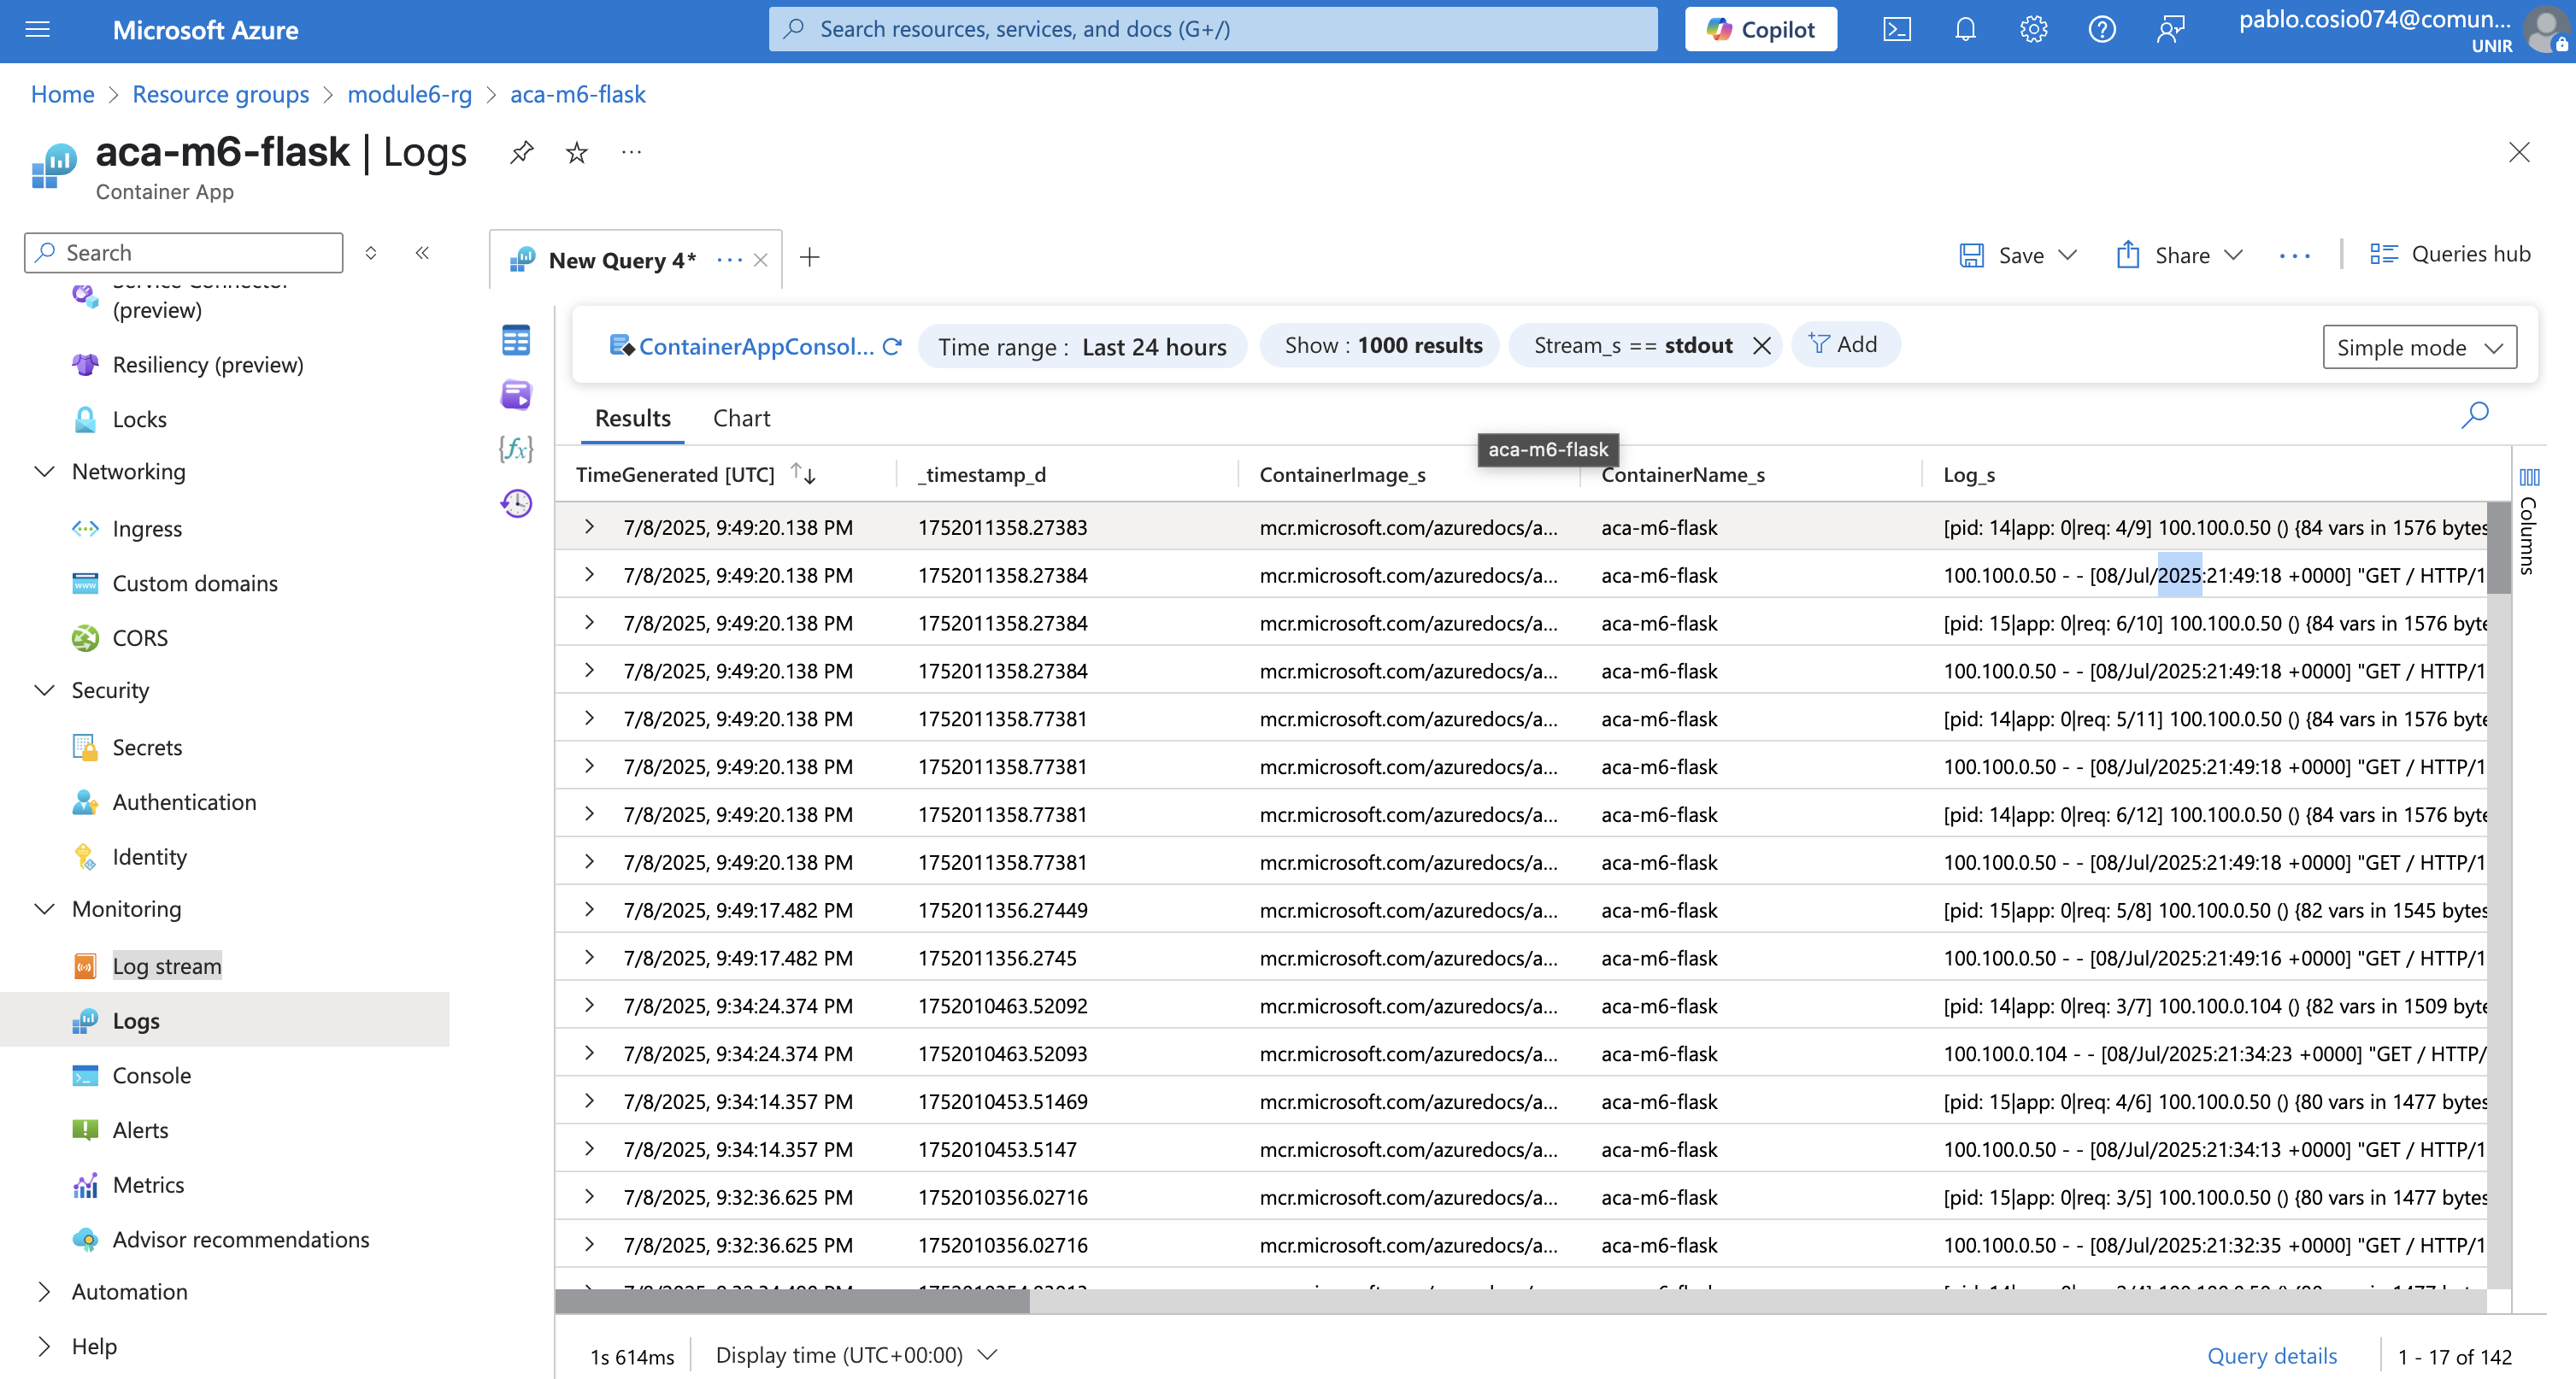 Microsoft Azure
Search resources, services, and docs (G+/)
Copilot
pablo.cosio074@comun...
UNIR
Home > Resource groups > module6-rg > aca-m6-flask
aca-m6-flask | Logs
Container App
Search
Service Connector
(preview)
Resiliency (preview)
Locks
Networking
Ingress
Custom domains
CORS
Security
Secrets
Authentication
Identity
Monitoring
Log stream
Logs
Console
Alerts
Metrics
Advisor recommendations
Automation
Help
New Query 4*
Save
Share
Queries hub
ContainerAppConsol...
Time range : Last 24 hours
Show : 1000 results
Stream_s == stdout
Add
Simple mode
Results
Chart
aca-m6-flask
TimeGenerated [UTC] _timestamp_d ContainerImage_s ContainerName_s Log_s
Columns
7/8/2025, 9:49:20.138 PM 1752011358.27383 mcr.microsoft.com/azuredocs/a... aca-m6-flask [pid: 14|app: 0|req: 4/9] 100.100.0.50 () {84 vars in 1576 bytes
7/8/2025, 9:49:20.138 PM 1752011358.27384 mcr.microsoft.com/azuredocs/a... aca-m6-flask 100.100.0.50 - - [08/Jul/2025:21:49:18 +0000] "GET / HTTP/1
7/8/2025, 9:49:20.138 PM 1752011358.27384 mcr.microsoft.com/azuredocs/a... aca-m6-flask [pid: 15|app: 0|req: 6/10] 100.100.0.50 () {84 vars in 1576 byte
7/8/2025, 9:49:20.138 PM 1752011358.27384 mcr.microsoft.com/azuredocs/a... aca-m6-flask 100.100.0.50 - - [08/Jul/2025:21:49:18 +0000] "GET / HTTP/1
7/8/2025, 9:49:20.138 PM 1752011358.77381 mcr.microsoft.com/azuredocs/a... aca-m6-flask [pid: 14|app: 0|req: 5/11] 100.100.0.50 () {84 vars in 1576 byte
7/8/2025, 9:49:20.138 PM 1752011358.77381 mcr.microsoft.com/azuredocs/a... aca-m6-flask 100.100.0.50 - - [08/Jul/2025:21:49:18 +0000] "GET / HTTP/1
7/8/2025, 9:49:20.138 PM 1752011358.77381 mcr.microsoft.com/azuredocs/a... aca-m6-flask [pid: 14|app: 0|req: 6/12] 100.100.0.50 () {84 vars in 1576 byte
7/8/2025, 9:49:20.138 PM 1752011358.77381 mcr.microsoft.com/azuredocs/a... aca-m6-flask 100.100.0.50 - - [08/Jul/2025:21:49:18 +0000] "GET / HTTP/1
7/8/2025, 9:49:17.482 PM 1752011356.27449 mcr.microsoft.com/azuredocs/a... aca-m6-flask [pid: 15|app: 0|req: 5/8] 100.100.0.50 () {82 vars in 1545 bytes
7/8/2025, 9:49:17.482 PM 1752011356.2745 mcr.microsoft.com/azuredocs/a... aca-m6-flask 100.100.0.50 - - [08/Jul/2025:21:49:16 +0000] "GET / HTTP/1
7/8/2025, 9:34:24.374 PM 1752010463.52092 mcr.microsoft.com/azuredocs/a... aca-m6-flask [pid: 14|app: 0|req: 3/7] 100.100.0.104 () {82 vars in 1509 byte
7/8/2025, 9:34:24.374 PM 1752010463.52093 mcr.microsoft.com/azuredocs/a... aca-m6-flask 100.100.0.104 - - [08/Jul/2025:21:34:23 +0000] "GET / HTTP/
7/8/2025, 9:34:14.357 PM 1752010453.51469 mcr.microsoft.com/azuredocs/a... aca-m6-flask [pid: 15|app: 0|req: 4/6] 100.100.0.50 () {80 vars in 1477 bytes
7/8/2025, 9:34:14.357 PM 1752010453.5147 mcr.microsoft.com/azuredocs/a... aca-m6-flask 100.100.0.50 - - [08/Jul/2025:21:34:13 +0000] "GET / HTTP/1
7/8/2025, 9:32:36.625 PM 1752010356.02716 mcr.microsoft.com/azuredocs/a... aca-m6-flask [pid: 15|app: 0|req: 3/5] 100.100.0.50 () {80 vars in 1477 bytes
7/8/2025, 9:32:36.625 PM 1752010356.02716 mcr.microsoft.com/azuredocs/a... aca-m6-flask 100.100.0.50 - - [08/Jul/2025:21:32:35 +0000] "GET / HTTP/1
1s 614ms
Display time (UTC+00:00)
Query details
1 - 17 of 142